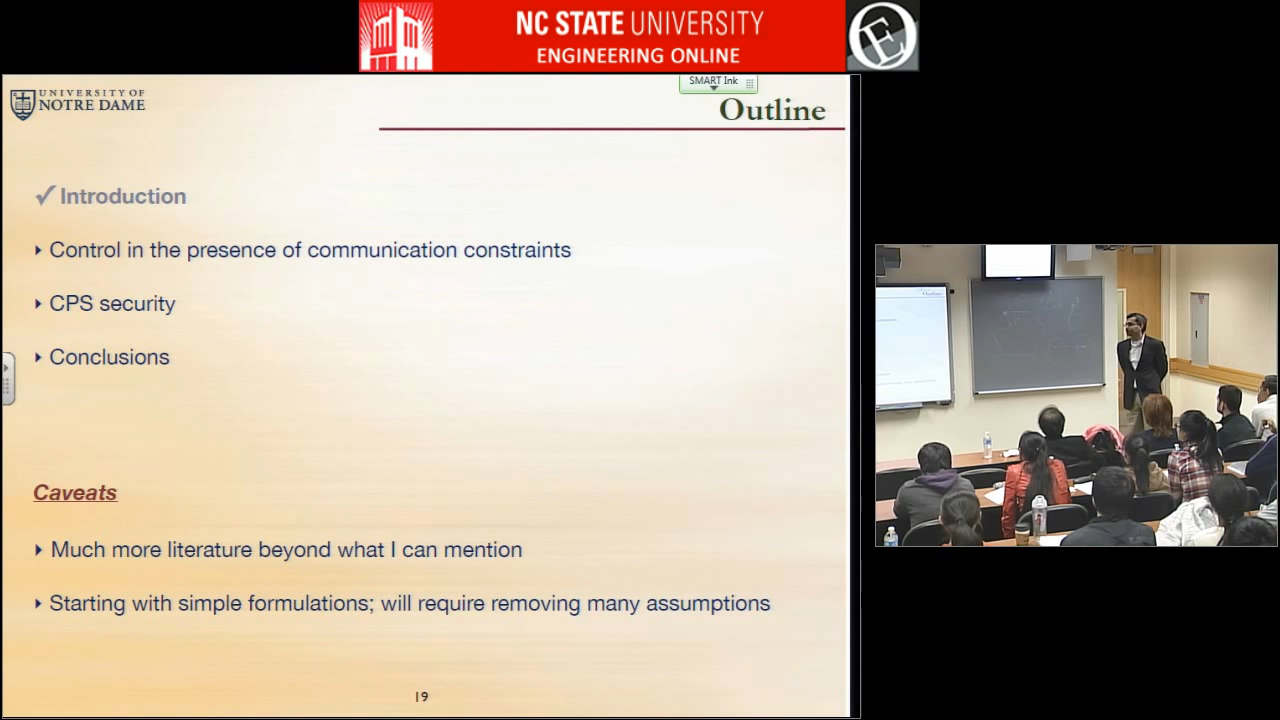 NC STATE UNIVERSITY
ENGINEERING ONLINE
SMART Ink
UNIVERSITY OF
NOTRE DAME
Outline
✓ Introduction
‣ Control in the presence of communication constraints
‣ CPS security
‣ Conclusions
Caveats
‣ Much more literature beyond what I can mention
‣ Starting with simple formulations; will require removing many assumptions
19
Outline